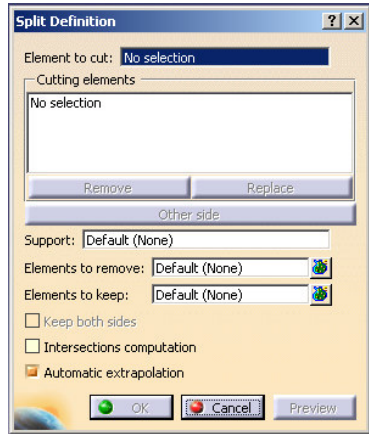 Split Definition
Element to cut: No selection
Cutting elements
No selection
Remove Replace
Other side
Support: Default (None)
Elements to remove: Default (None)
Elements to keep: Default (None)
Keep both sides
Intersections computation
Automatic extrapolation
OK Cancel Preview